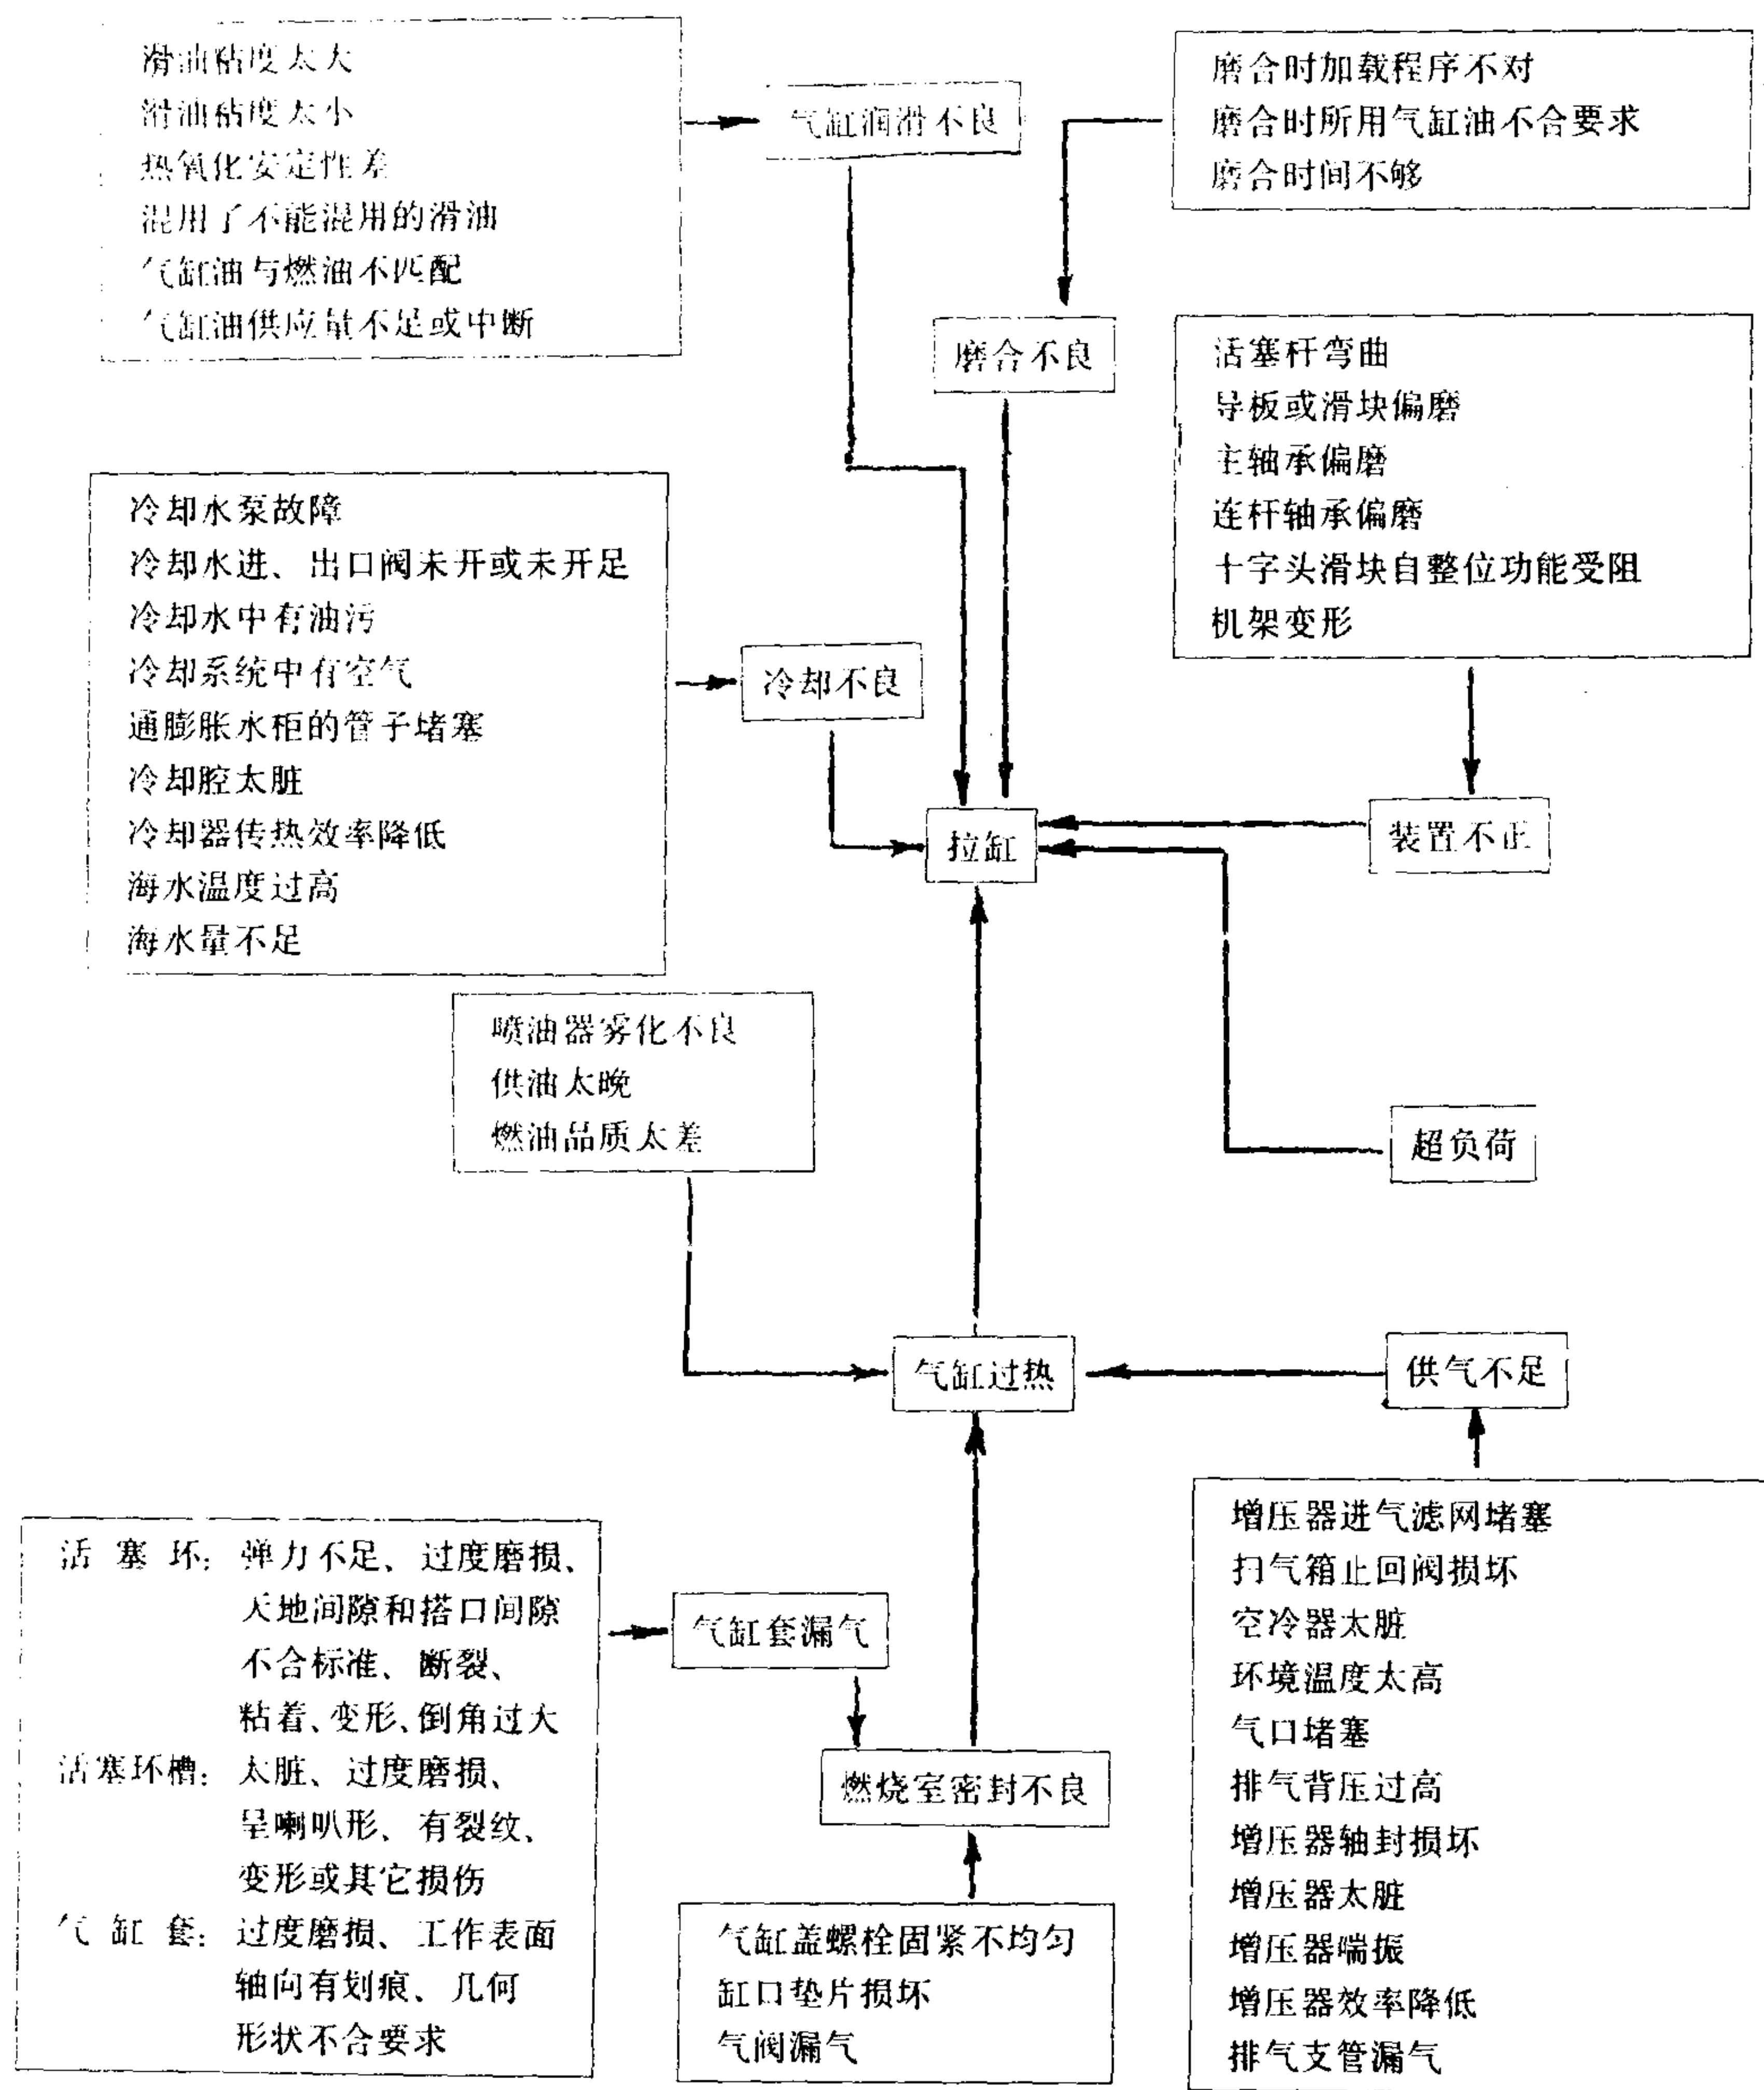 滑油粘度太大
滑油粘度太小
热氧化安定性差
混用了不能混用的滑油
气缸油与燃油不匹配
气缸油供应量不足或中断
气缸润滑不良
磨合时加载程序不对
磨合时所用气缸油不合要求
磨合时间不够
磨合不良
活塞杆弯曲
导板或滑块偏磨
主轴承偏磨
连杆轴承偏磨
十字头滑块自整位功能受阻
机架变形
冷却水泵故障
冷却水进、出口阀未开或未开足
冷却水中有油污
冷却系统中有空气
通膨胀水柜的管子堵塞
冷却腔太脏
冷却器传热效率降低
海水温度过高
海水量不足
冷却不良
拉缸
装置不正
喷油器雾化不良
供油太晚
燃油品质太差
超负荷
气缸过热
供气不足
活塞环：弹力不足、过度磨损、
天地间隙和搭口间隙
不合标准、断裂、
粘着、变形、倒角过大
活塞环槽：太脏、过度磨损、
呈喇叭形、有裂纹、
变形或其它损伤
气缸套：过度磨损、工作表面
轴向有划痕、几何
形状不合要求
气缸套漏气
燃烧室密封不良
气缸盖螺栓固紧不均匀
缸口垫片损坏
气阀漏气
增压器进气滤网堵塞
扫气箱止回阀损坏
空冷器太脏
环境温度太高
气口堵塞
排气背压过高
增压器轴封损坏
增压器太脏
增压器喘振
增压器效率降低
排气支管漏气